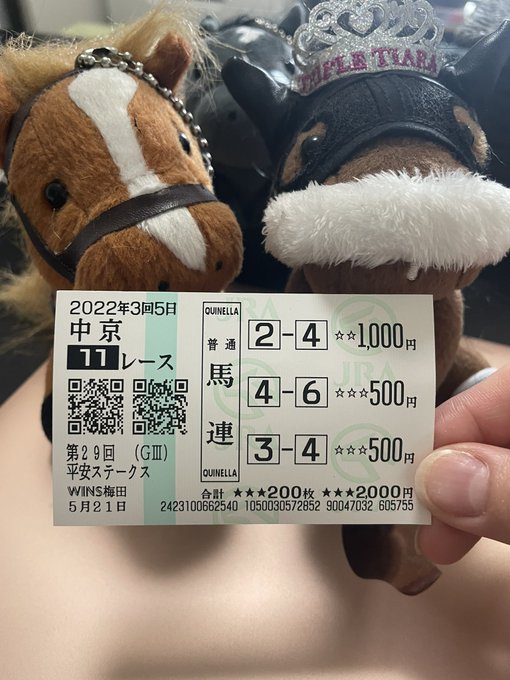 TRIPLE TIARA
2022年3回5日
中京
11レース
第29回 (GⅢ)
平安ステークス
WINS梅田
5月21日
QUINELLA
普通
馬連
QUINELLA
2-4 ☆☆1,000円
4-6 ☆☆☆500円
3-4 ☆☆☆500円
合計 ★★★200枚 ★★★2,000円
2423100662540 1050030572852 90047032 605755
JRA
JRA